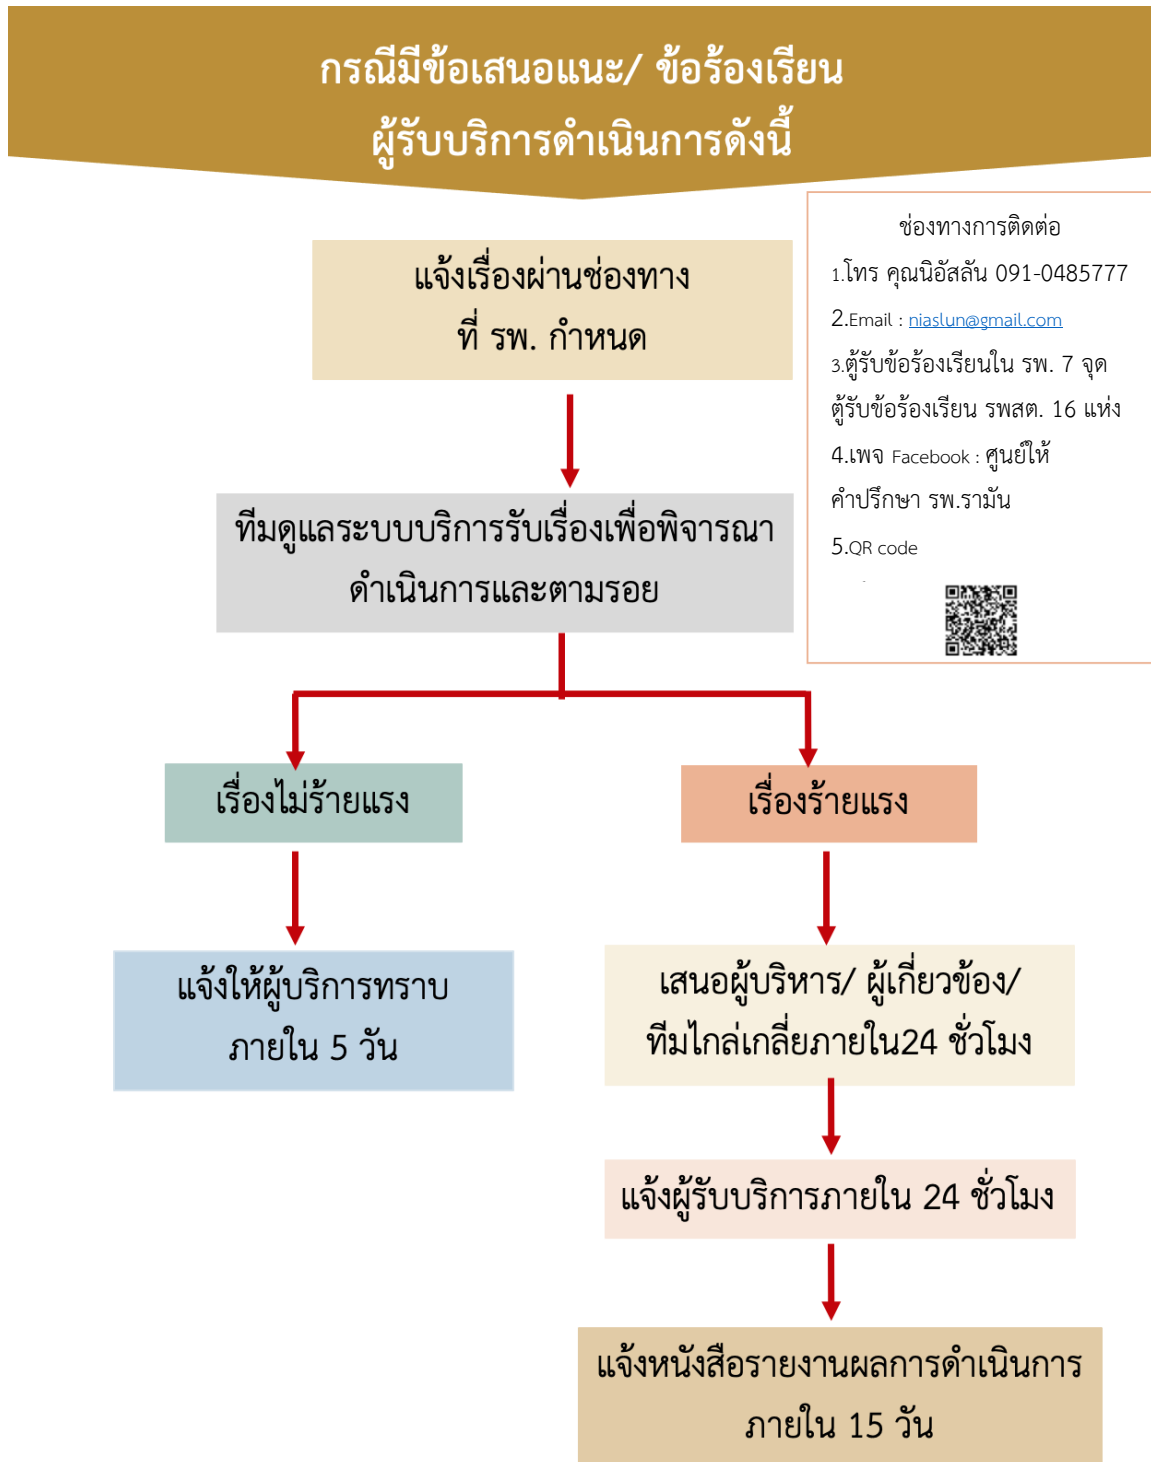 กรณีมีข้อเสนอแนะ/ ข้อร้องเรียน
ผู้รับบริการดำเนินการดังนี้
แจ้งเรื่องผ่านช่องทาง
ที่ รพ. กำหนด
ช่องทางการติดต่อ
1.โทร คุณนิอัสลัน 091-0485777
2.Email : niaslun@gmail.com
3.ตู้รับข้อร้องเรียนใน รพ. 7 จุด
ตู้รับข้อร้องเรียน รพสต. 16 แห่ง
4.เพจ Facebook : ศูนย์ให้
คำปรึกษา รพ.รามัน
5.QR code
ทีมดูแลระบบบริการรับเรื่องเพื่อพิจารณา
ดำเนินการและตามรอย
เรื่องไม่ร้ายแรง
เรื่องร้ายแรง
แจ้งให้ผู้บริการทราบ
ภายใน 5 วัน
เสนอผู้บริหาร/ ผู้เกี่ยวข้อง/
ทีมไกล่เกลี่ยภายใน24 ชั่วโมง
แจ้งผู้รับบริการภายใน 24 ชั่วโมง
แจ้งหนังสือรายงานผลการดำเนินการ
ภายใน 15 วัน